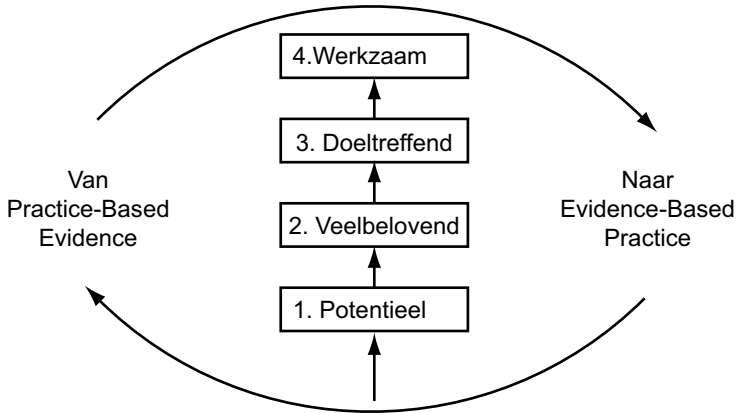 4.Werkzaam
3. Doeltreffend
Van
Practice-Based
Evidence
2. Veelbelovend
Naar
Evidence-Based
Practice
1. Potentieel